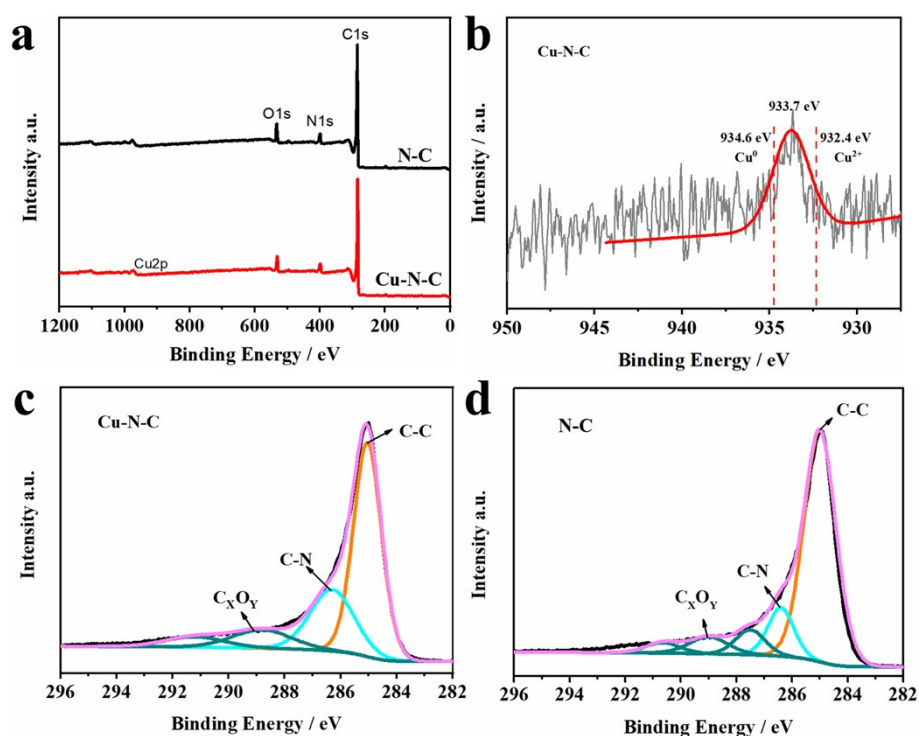 a
C1s
O1s
N1s
N-C
Cu2p
Cu-N-C
Intensity a.u.
1200 1000 800 600 400 200 0
Binding Energy / eV
b
Cu-N-C
933.7 eV
934.6 eV 932.4 eV
Cu⁰ Cu²⁺
Intensity a.u.
950 945 940 935 930
Binding Energy / eV
c
Cu-N-C
C-C
C-N
CXOY
Intensity a.u.
296 294 292 290 288 286 284 282
Binding Energy / eV
d
N-C
C-C
C-N
CXOY
Intensity a.u.
296 294 292 290 288 286 284 282
Binding Energy / eV